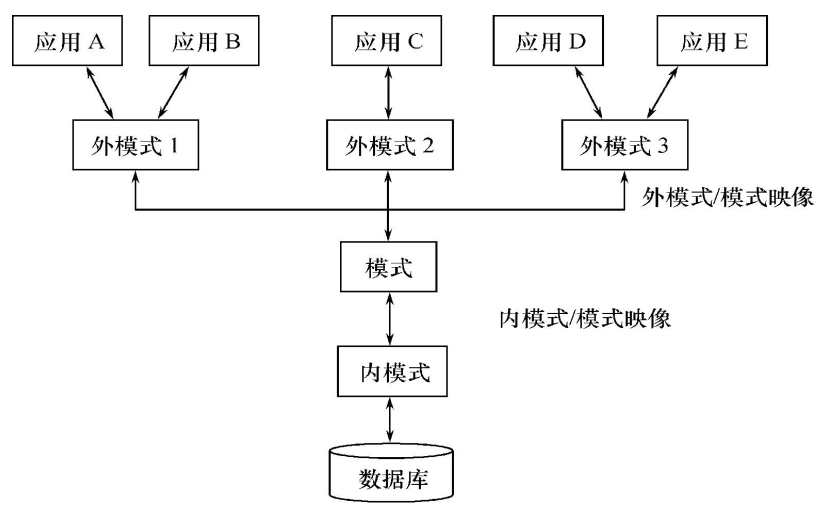 应用 A
应用 B
应用 C
应用 D
应用 E
外模式 1
外模式 2
外模式 3
外模式/模式映像
模式
内模式/模式映像
内模式
数据库